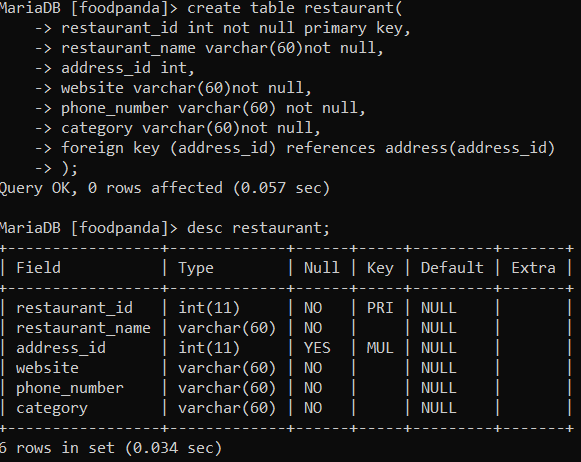 MariaDB [foodpanda]> create table restaurant(
    -> restaurant_id int not null primary key,
    -> restaurant_name varchar(60)not null,
    -> address_id int,
    -> website varchar(60)not null,
    -> phone_number varchar(60) not null,
    -> category varchar(60)not null,
    -> foreign key (address_id) references address(address_id)
    -> );
Query OK, 0 rows affected (0.057 sec)

MariaDB [foodpanda]> desc restaurant;
+-----------------+-------------+------+-----+---------+-------+
| Field           | Type        | Null | Key | Default | Extra |
+-----------------+-------------+------+-----+---------+-------+
| restaurant_id   | int(11)     | NO   | PRI | NULL    |       |
| restaurant_name | varchar(60) | NO   |     | NULL    |       |
| address_id      | int(11)     | YES  | MUL | NULL    |       |
| website         | varchar(60) | NO   |     | NULL    |       |
| phone_number    | varchar(60) | NO   |     | NULL    |       |
| category        | varchar(60) | NO   |     | NULL    |       |
+-----------------+-------------+------+-----+---------+-------+
6 rows in set (0.034 sec)